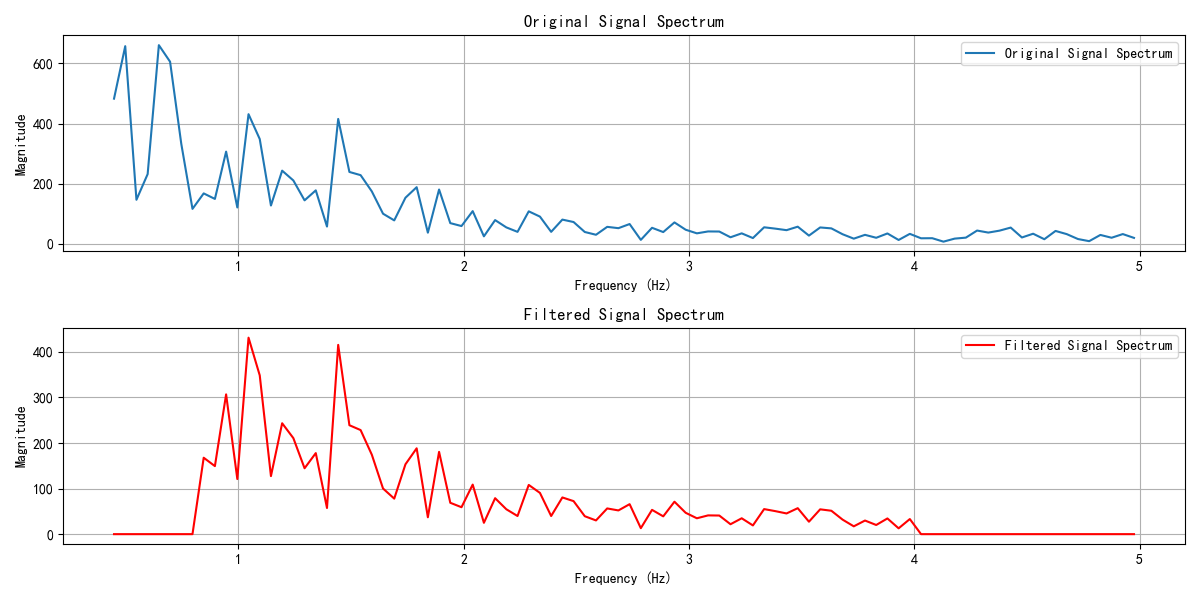 Original Signal Spectrum
Original Signal Spectrum
Magnitude
600
400
200
0
1 2 3 4 5
Frequency (Hz)
Filtered Signal Spectrum
Filtered Signal Spectrum
Magnitude
400
300
200
100
0
1 2 3 4 5
Frequency (Hz)